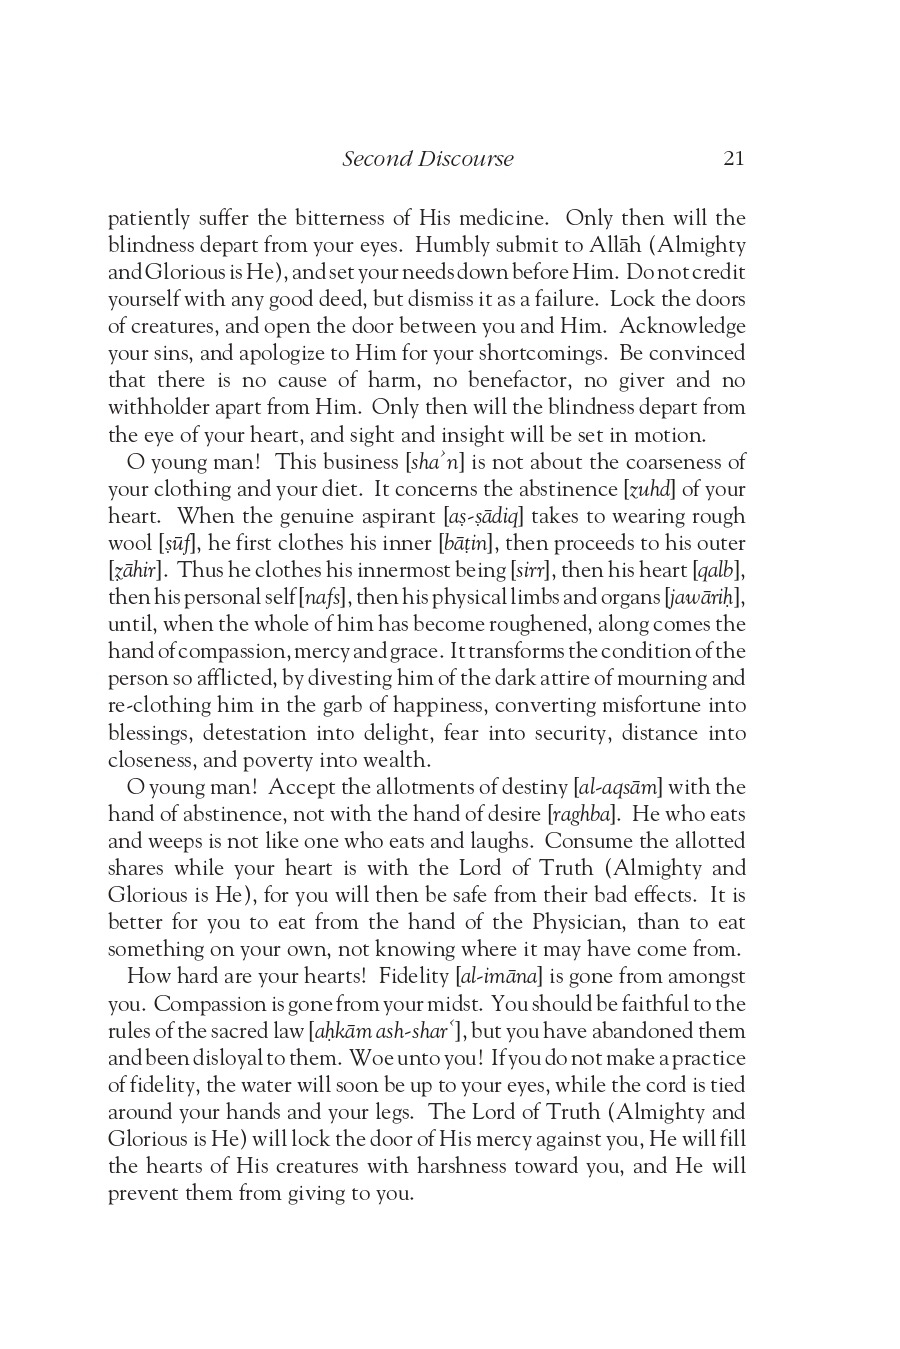 Second Discourse 21
patiently suffer the bitterness of His medicine. Only then will the
blindness depart from your eyes. Humbly submit to Allāh (Almighty
and Glorious is He), and set your needs down before Him. Do not credit
yourself with any good deed, but dismiss it as a failure. Lock the doors
of creatures, and open the door between you and Him. Acknowledge
your sins, and apologize to Him for your shortcomings. Be convinced
that there is no cause of harm, no benefactor, no giver and no
withholder apart from Him. Only then will the blindness depart from
the eye of your heart, and sight and insight will be set in motion.
O young man! This business [shaʾn] is not about the coarseness of
your clothing and your diet. It concerns the abstinence [zuhd] of your
heart. When the genuine aspirant [aṣ-ṣādiq] takes to wearing rough
wool [ṣūf], he first clothes his inner [bāṭin], then proceeds to his outer
[ẓāhir]. Thus he clothes his innermost being [sirr], then his heart [qalb],
then his personal self [nafs], then his physical limbs and organs [jawāriḥ],
until, when the whole of him has become roughened, along comes the
hand of compassion, mercy and grace. It transforms the condition of the
person so afflicted, by divesting him of the dark attire of mourning and
re-clothing him in the garb of happiness, converting misfortune into
blessings, detestation into delight, fear into security, distance into
closeness, and poverty into wealth.
O young man! Accept the allotments of destiny [al-aqsām] with the
hand of abstinence, not with the hand of desire [raghba]. He who eats
and weeps is not like one who eats and laughs. Consume the allotted
shares while your heart is with the Lord of Truth (Almighty and
Glorious is He), for you will then be safe from their bad effects. It is
better for you to eat from the hand of the Physician, than to eat
something on your own, not knowing where it may have come from.
How hard are your hearts! Fidelity [al-imāna] is gone from amongst
you. Compassion is gone from your midst. You should be faithful to the
rules of the sacred law [aḥkām ash-sharʿ], but you have abandoned them
and been disloyal to them. Woe unto you! If you do not make a practice
of fidelity, the water will soon be up to your eyes, while the cord is tied
around your hands and your legs. The Lord of Truth (Almighty and
Glorious is He) will lock the door of His mercy against you, He will fill
the hearts of His creatures with harshness toward you, and He will
prevent them from giving to you.